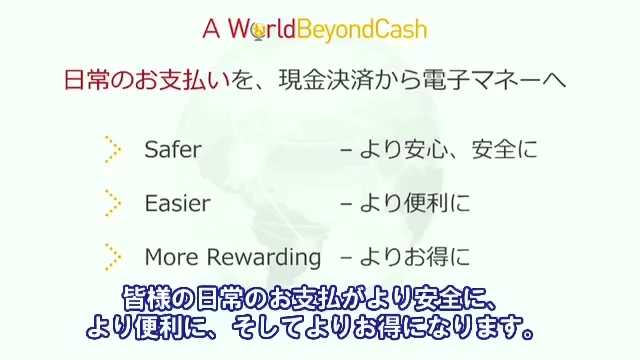 A WorldBeyondCash
日常のお支払いを、現金決済から電子マネーへ
Safer – より安心、安全に
Easier – より便利に
More Rewarding – よりお得に
皆様の日常のお支払がより安全に、
より便利に、そしてよりお得になります。